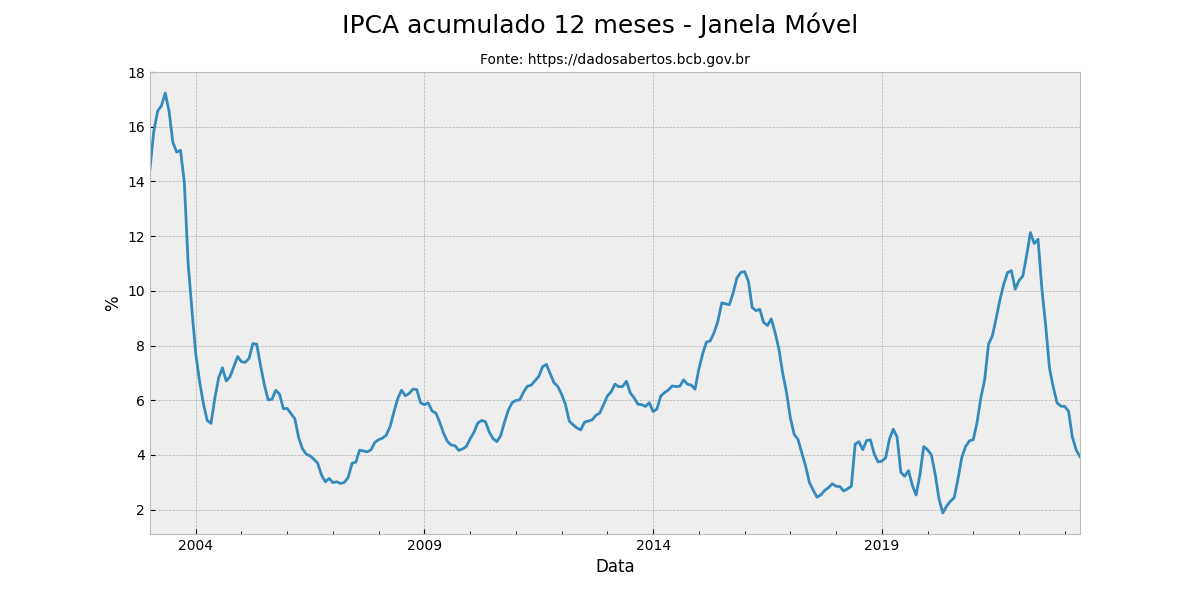 IPCA acumulado 12 meses - Janela Móvel
Fonte: https://dadosabertos.bcb.gov.br
18
16
14
12
10
8
6
4
2
%
2004 2009 2014 2019
Data